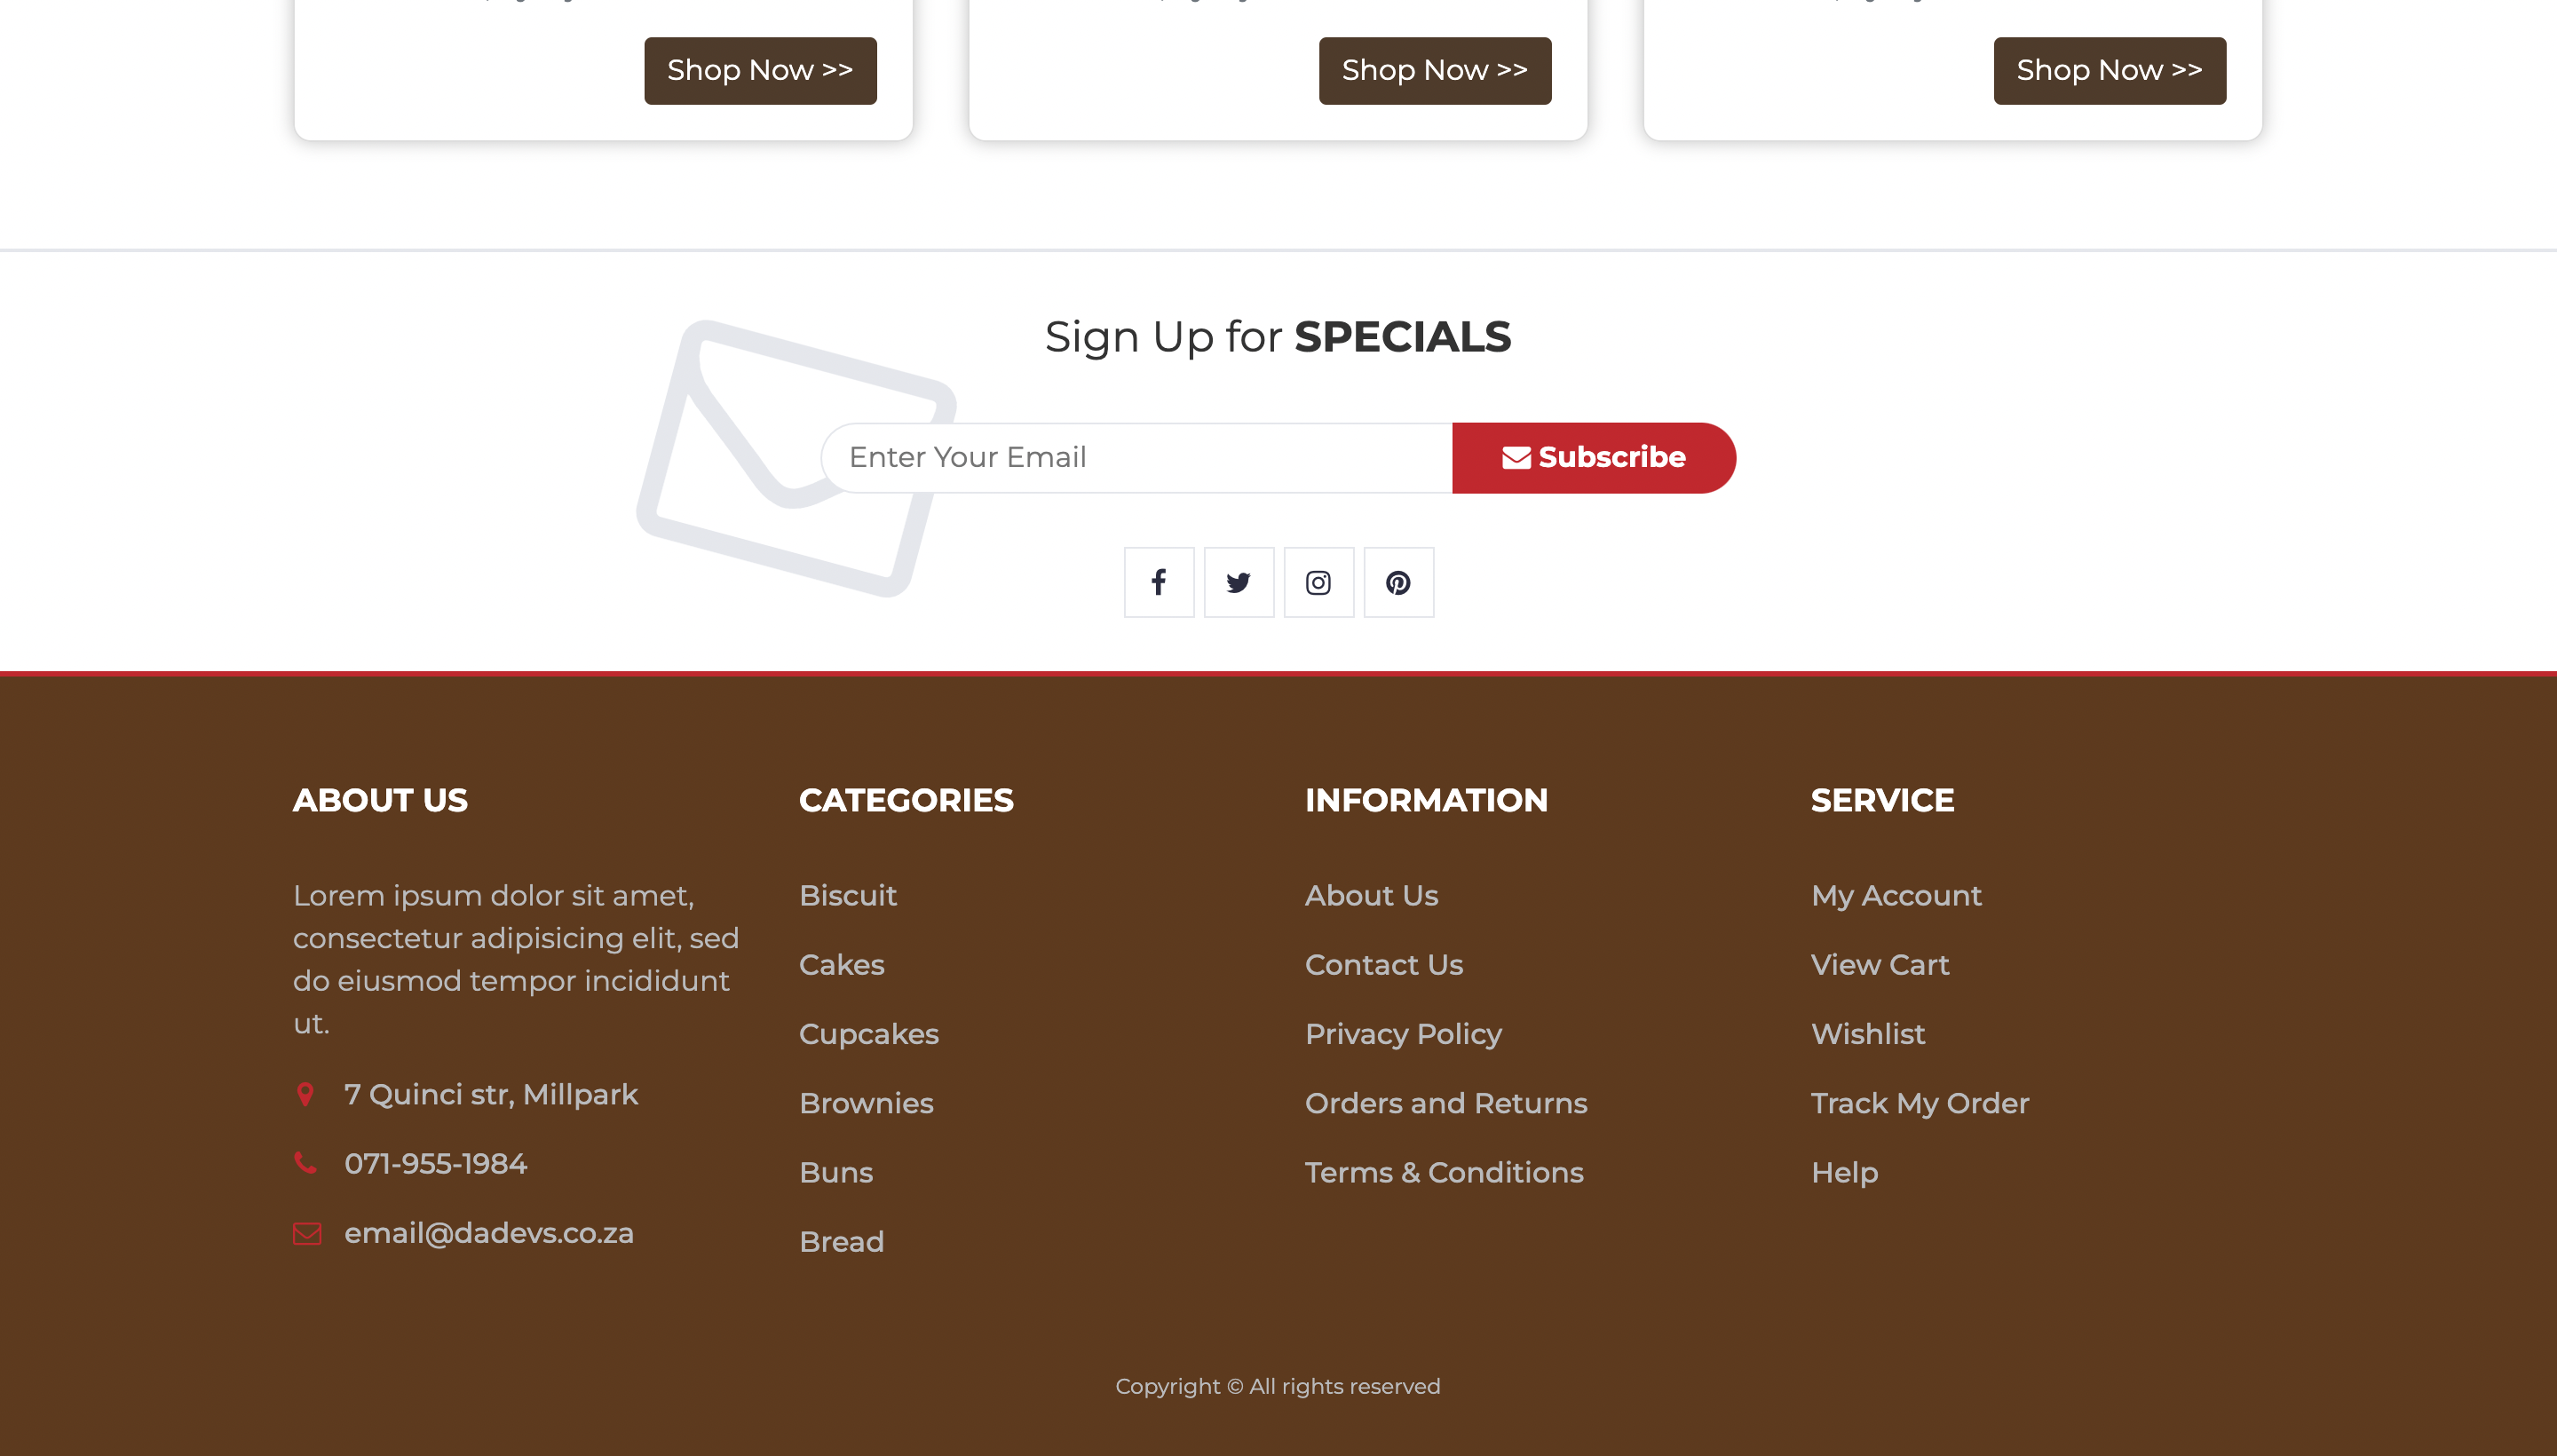 Shop Now >>
Shop Now >>
Shop Now >>
Sign Up for SPECIALS
Enter Your Email
Subscribe
ABOUT US
Lorem ipsum dolor sit amet,
consectetur adipisicing elit, sed
do eiusmod tempor incididunt
ut.
7 Quinci str, Millpark
071-955-1984
email@dadevs.co.za
CATEGORIES
Biscuit
Cakes
Cupcakes
Brownies
Buns
Bread
INFORMATION
About Us
Contact Us
Privacy Policy
Orders and Returns
Terms & Conditions
SERVICE
My Account
View Cart
Wishlist
Track My Order
Help
Copyright © All rights reserved